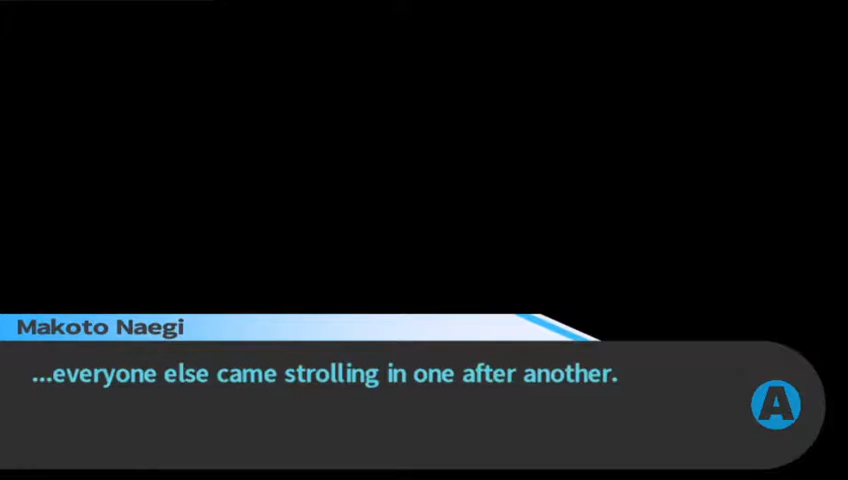 Makoto Naegi
...everyone else came strolling in one after another.
A